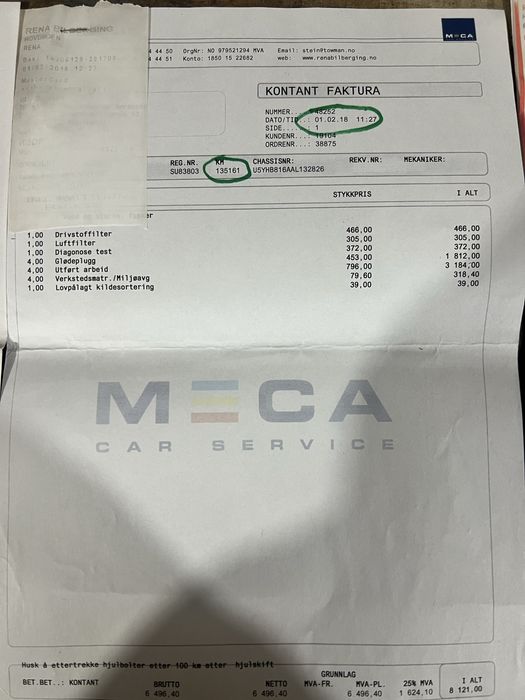 RENA BILBERGING
RENA
4 44 50 OrgNr: NO 979521294 MVA Email: stein@towman.no
4 44 51 Konto: 1850 15 22682 web: www.renabilberging.no
MECA
KONTANT FAKTURA
NUMMER
DATO/TID..: 01.02.18 11:27
SIDE....: 1
KUNDENR.: 10104
ORDRENR.: 38875
REG.NR. KM CHASSISNR: REKV.NR: MEKANIKER:
SU83803 135161 U5YHB816AAL132826
STYKKPRIS I ALT
1,00 Drivstoffilter 466,00 466,00
1,00 Luftfilter 305,00 305,00
1,00 Diagonose test 372,00 372,00
4,00 Glødeplugg 453,00 1 812,00
4,00 Utført arbeid 796,00 3 184,00
4,00 Verkstedsmatr./Miljøavg 79,60 318,40
1,00 Lovpålagt kildesortering 39,00 39,00
MECA
CAR SERVICE
Husk å ettertrekke hjulbolter etter 100 km etter hjulskift
GRUNNLAG
BET.BET..: KONTANT BRUTTO NETTO MVA-FR. MVA-PL. 25% MVA I ALT
6 496,40 6 496,40 6 496,40 1 624,10 8 121,00